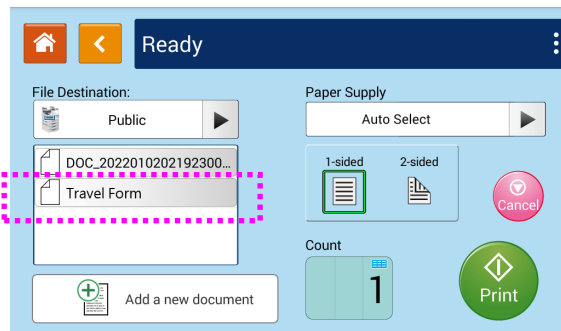 Ready
File Destination:
Public
DOC_2022010202192300...
Travel Form
Add a new document
Paper Supply
Auto Select
1-sided 2-sided
Cancel
Count
1
Print